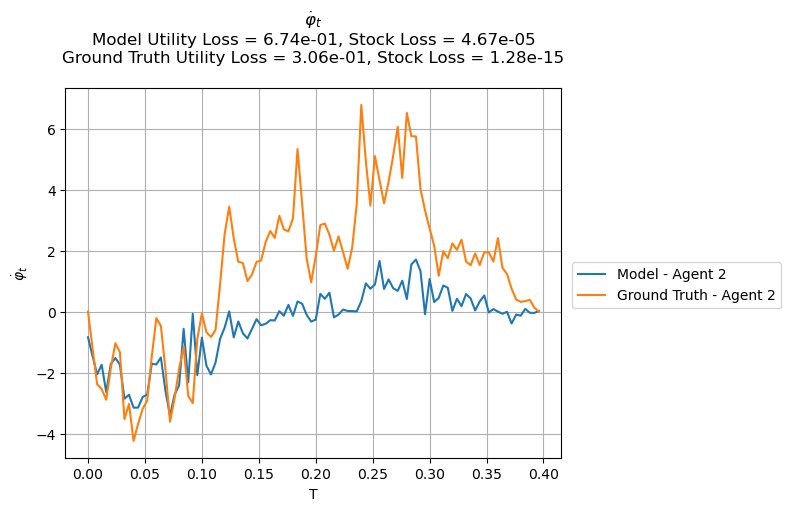 φ̇ₜ
Model Utility Loss = 6.74e-01, Stock Loss = 4.67e-05
Ground Truth Utility Loss = 3.06e-01, Stock Loss = 1.28e-15
φ̇ₜ
6
4
2
0
−2
−4
0.00 0.05 0.10 0.15 0.20 0.25 0.30 0.35 0.40
T
Model - Agent 2
Ground Truth - Agent 2